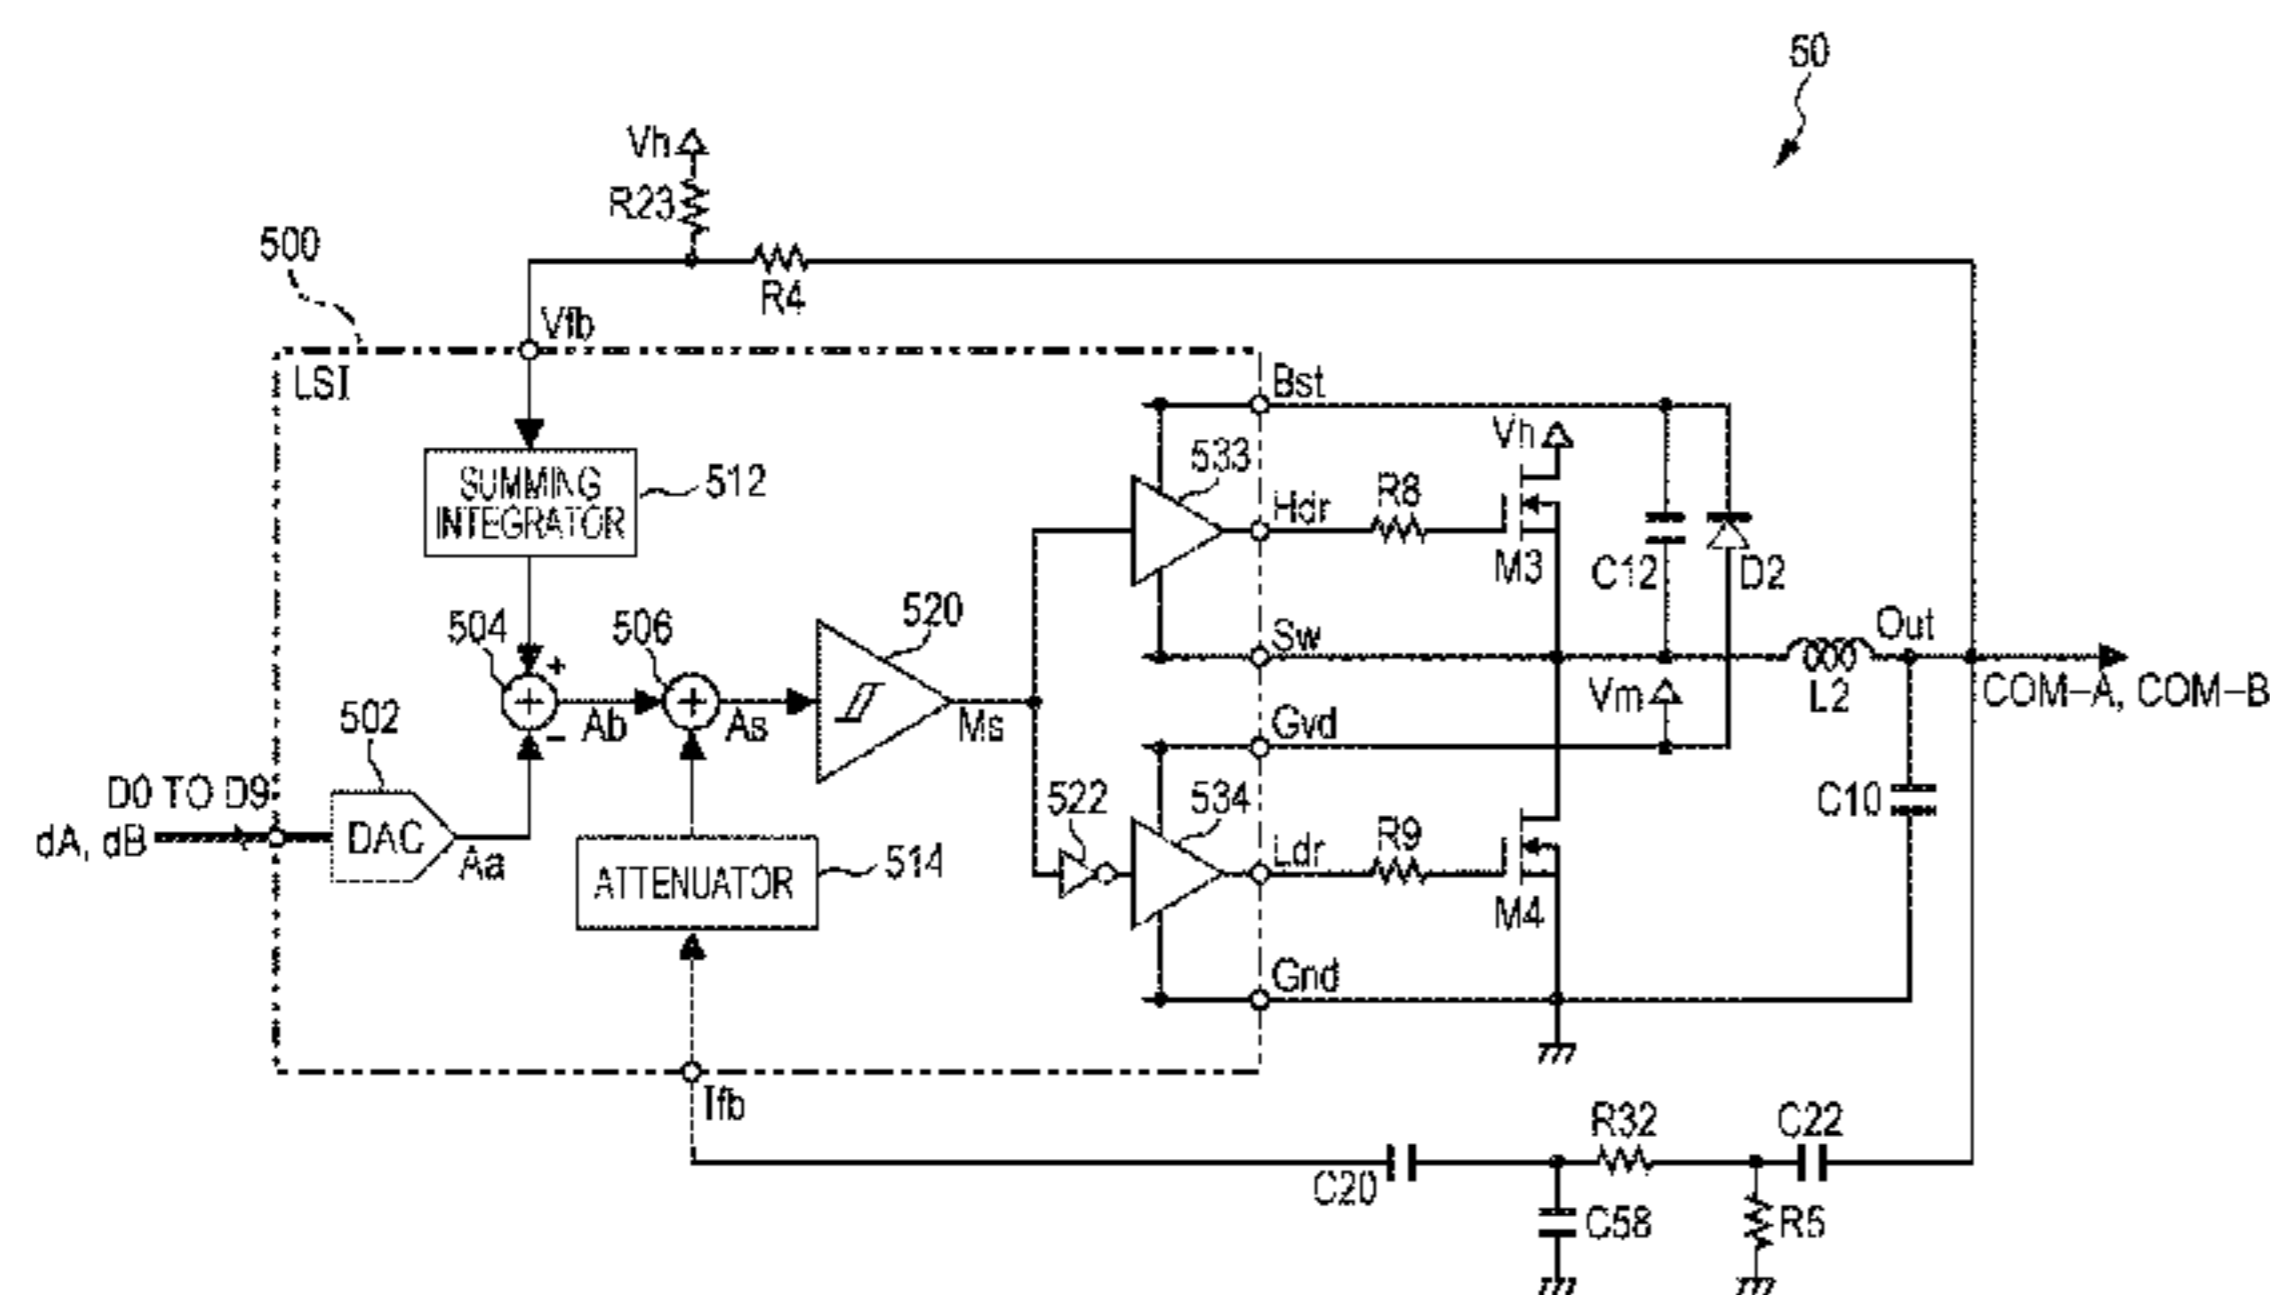 50
Vh
R23
500
R4
Vfb
LSI
Bst
Vh
533
SUMMING
INTEGRATOR
512
Hdr
R8
M3
C12
D2
504
506
520
Sw
Out
+
+
+
L2
COM-A, COM-B
Vm
Ab
As
Ms
-
Gvd
502
D0 TO D9
dA, dB
DAC
Aa
522
534
C10
Ldr
R9
ATTENUATOR
514
M4
Gnd
Ifb
R32
C22
C20
C58